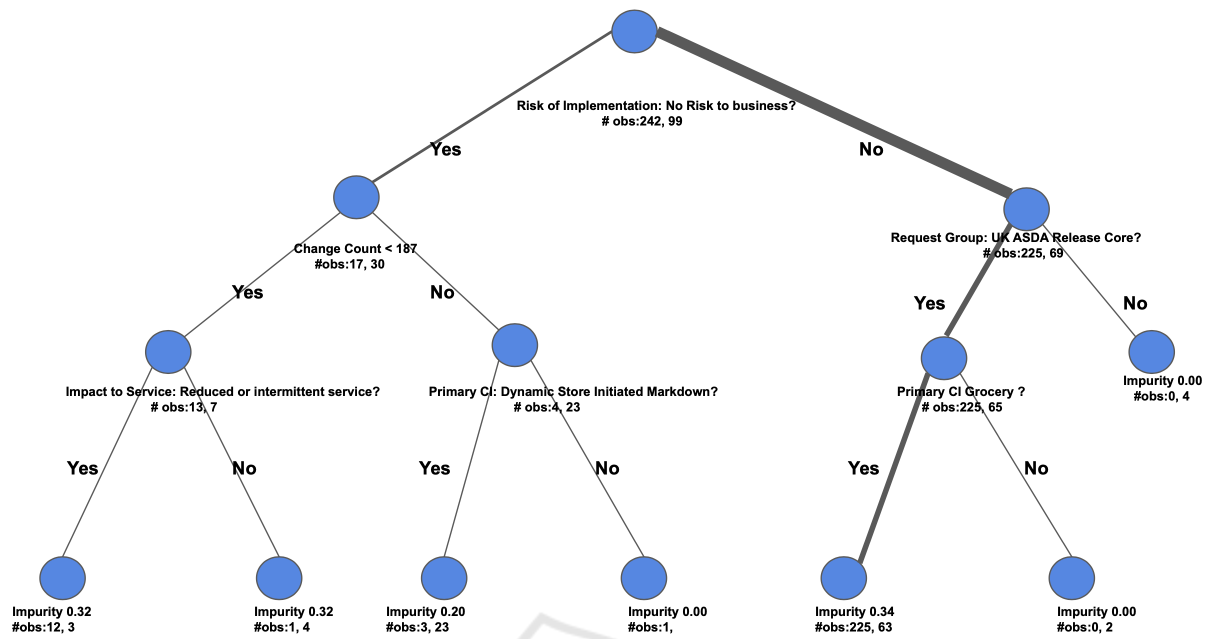 Risk of Implementation: No Risk to business?
# obs:242, 99
Yes
No
Change Count < 187
#obs:17, 30
Request Group: UK ASDA Release Core?
# obs:225, 69
Yes
No
Yes
No
Impact to Service: Reduced or intermittent service?
# obs:13, 7
Primary CI: Dynamic Store Initiated Markdown?
# obs:4, 23
Primary CI Grocery ?
# obs:225, 65
Impurity 0.00
#obs:0, 4
Yes
No
Yes
No
Yes
No
Impurity 0.32
#obs:12, 3
Impurity 0.32
#obs:1, 4
Impurity 0.20
#obs:3, 23
Impurity 0.00
#obs:1,
Impurity 0.34
#obs:225, 63
Impurity 0.00
#obs:0, 2